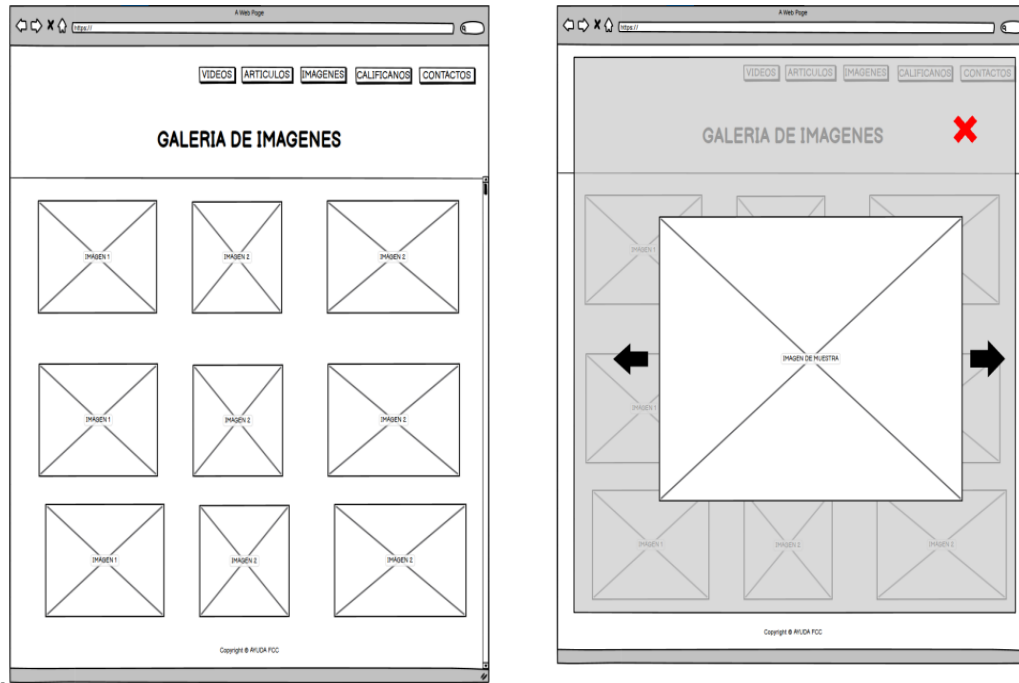 A Web Page
https://
VIDEOS ARTICULOS IMAGENES CALIFICANOS CONTACTOS
GALERIA DE IMAGENES
IMAGEN 1 IMAGEN 2 IMAGEN 2
IMAGEN 1 IMAGEN 2 IMAGEN 2
IMAGEN 1 IMAGEN 2 IMAGEN 2
Copyright © AYUDA FCC
A Web Page
https://
VIDEOS ARTICULOS IMAGENES CALIFICANOS CONTACTOS
GALERIA DE IMAGENES
IMAGEN 1
IMAGEN DE MUESTRA
IMAGEN 1
IMAGEN 1 IMAGEN 2 IMAGEN 2
Copyright © AYUDA FCC